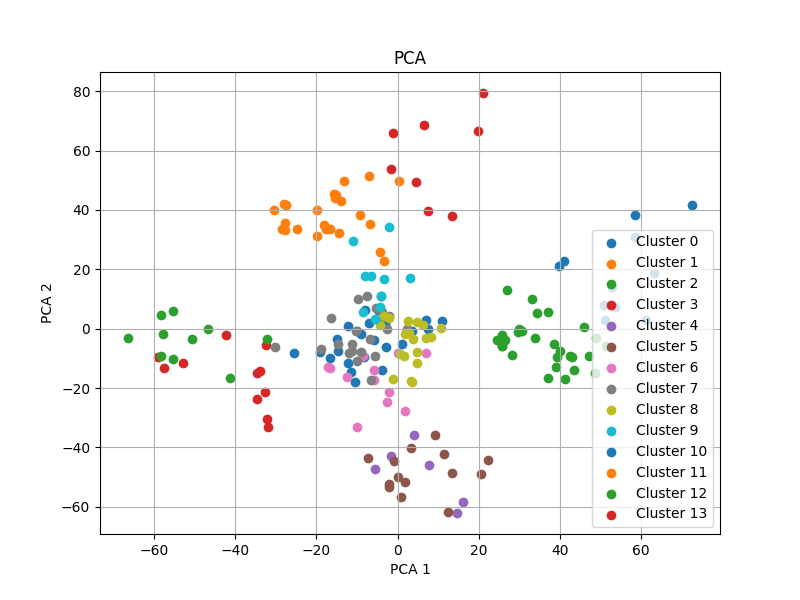 PCA
80
60
40
20
0
−20
−40
−60
PCA 2
−60
−40
−20
0
20
40
60
PCA 1
Cluster 0
Cluster 1
Cluster 2
Cluster 3
Cluster 4
Cluster 5
Cluster 6
Cluster 7
Cluster 8
Cluster 9
Cluster 10
Cluster 11
Cluster 12
Cluster 13